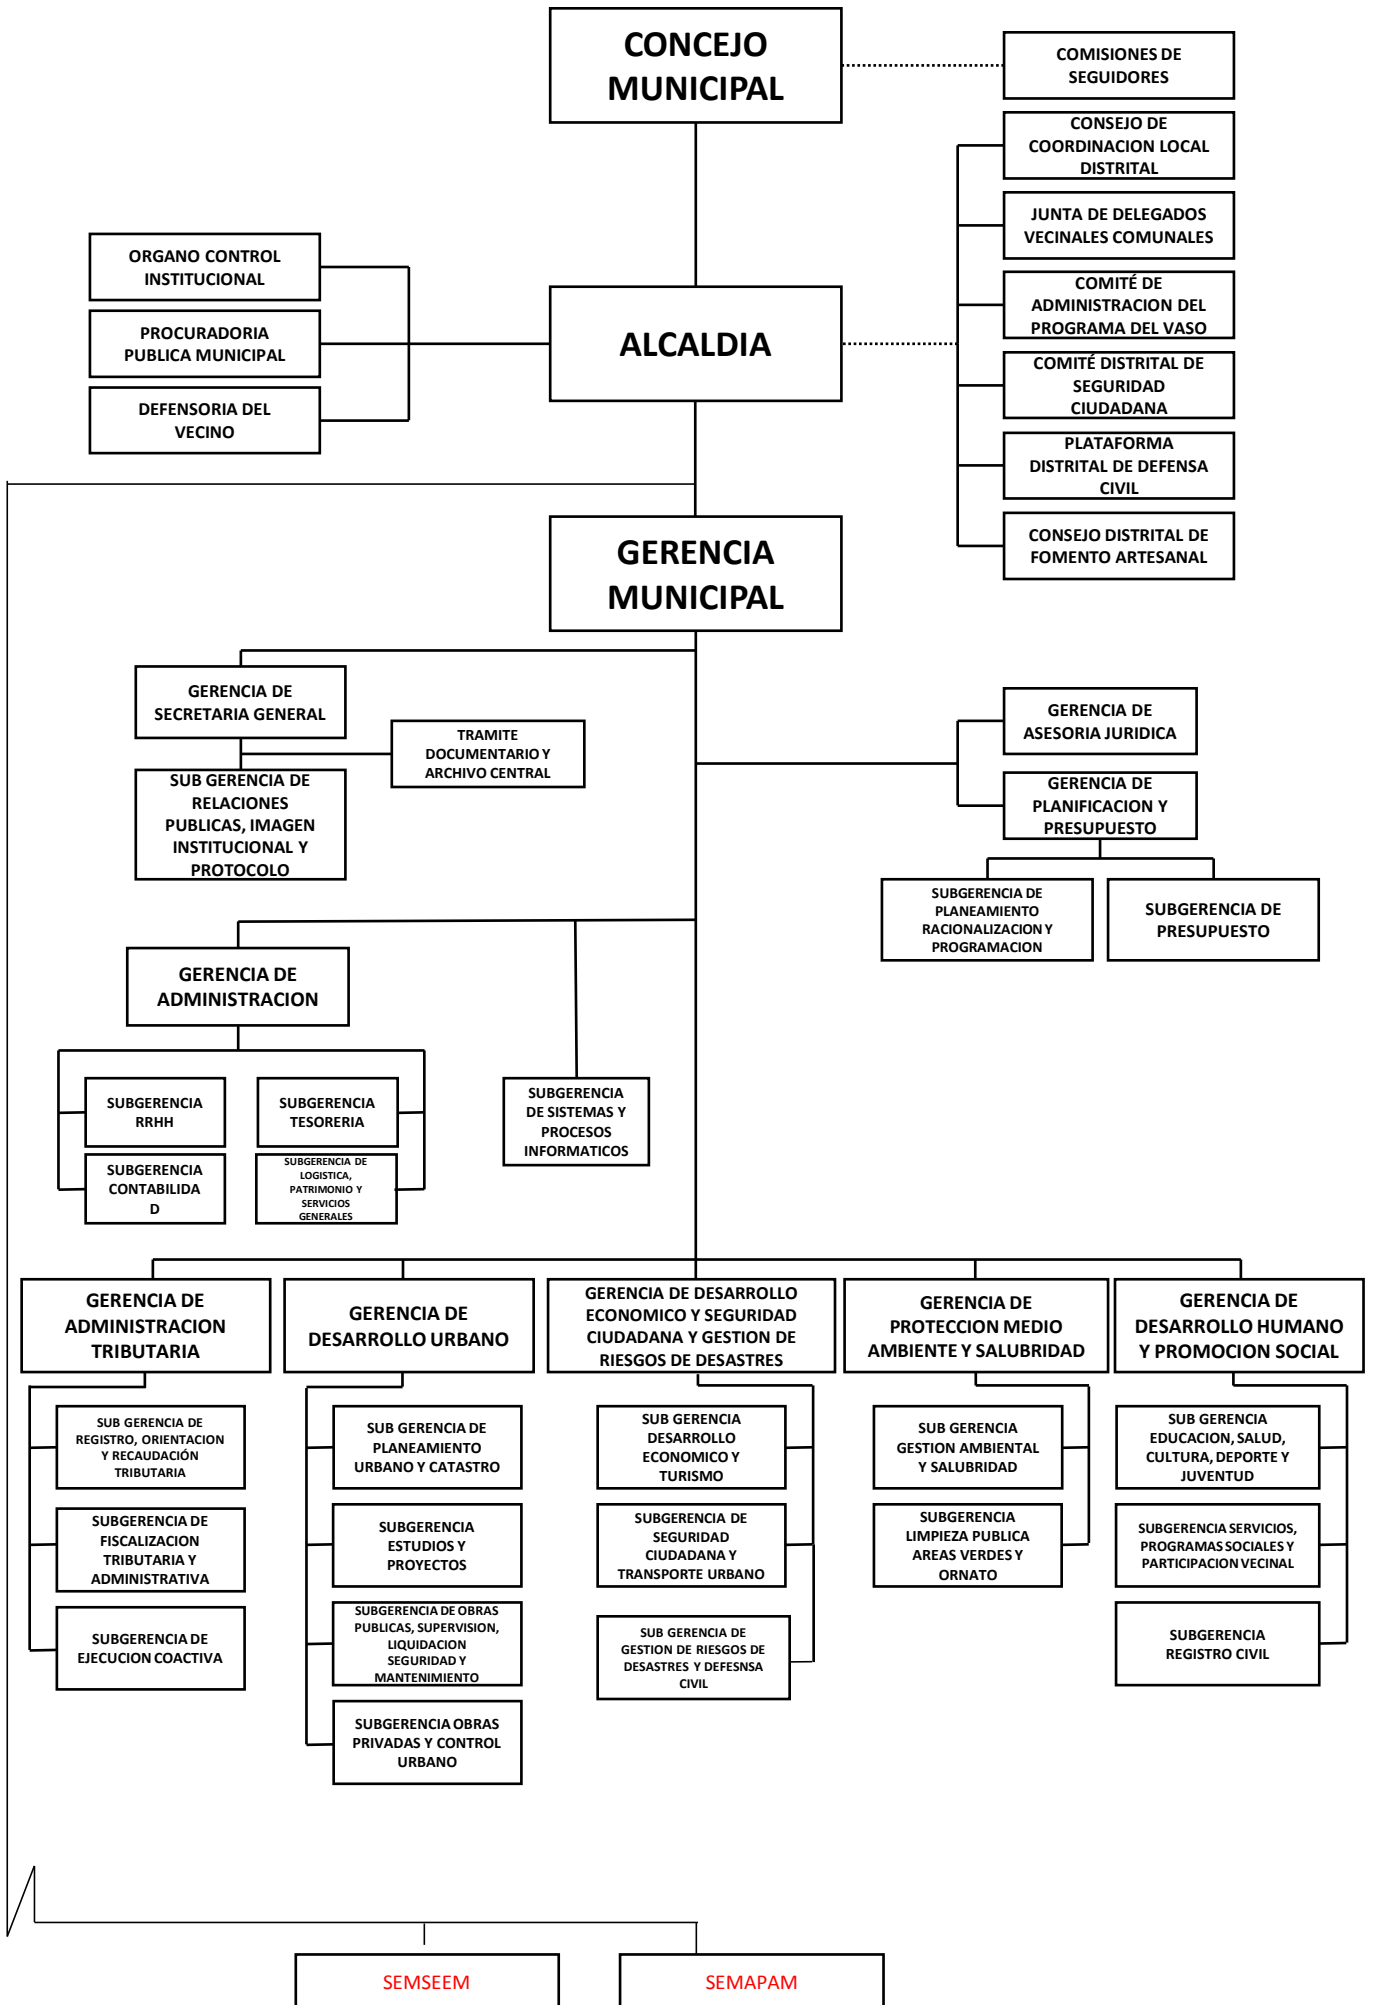 CONCEJO
MUNICIPAL
COMISIONES DE
SEGUIDORES
CONSEJO DE
COORDINACION LOCAL
DISTRITAL
JUNTA DE DELEGADOS
VECINALES COMUNALES
COMITÉ DE
ADMINISTRACION DEL
PROGRAMA DEL VASO
COMITÉ DISTRITAL DE
SEGURIDAD
CIUDADANA
PLATAFORMA
DISTRITAL DE DEFENSA
CIVIL
CONSEJO DISTRITAL DE
FOMENTO ARTESANAL
ORGANO CONTROL
INSTITUCIONAL
PROCURADORIA
PUBLICA MUNICIPAL
DEFENSORIA DEL
VECINO
ALCALDIA
GERENCIA
MUNICIPAL
GERENCIA DE
SECRETARIA GENERAL
TRAMITE
DOCUMENTARIO Y
ARCHIVO CENTRAL
SUB GERENCIA DE
RELACIONES
PUBLICAS, IMAGEN
INSTITUCIONAL Y
PROTOCOLO
GERENCIA DE
ASESORIA JURIDICA
GERENCIA DE
PLANIFICACION Y
PRESUPUESTO
SUBGERENCIA DE
PLANEAMIENTO
RACIONALIZACION Y
PROGRAMACION
SUBGERENCIA DE
PRESUPUESTO
GERENCIA DE
ADMINISTRACION
SUBGERENCIA
RRHH
SUBGERENCIA
TESORERIA
SUBGERENCIA
CONTABILIDA
D
SUBGERENCIA DE
LOGISTICA,
PATRIMONIO Y
SERVICIOS
GENERALES
SUBGERENCIA
DE SISTEMAS Y
PROCESOS
INFORMATICOS
GERENCIA DE
ADMINISTRACION
TRIBUTARIA
SUB GERENCIA DE
REGISTRO, ORIENTACION
Y RECAUDACIÓN
TRIBUTARIA
SUBGERENCIA DE
FISCALIZACION
TRIBUTARIA Y
ADMINISTRATIVA
SUBGERENCIA DE
EJECUCION COACTIVA
GERENCIA DE
DESARROLLO URBANO
SUB GERENCIA DE
PLANEAMIENTO
URBANO Y CATASTRO
SUBGERENCIA
ESTUDIOS Y
PROYECTOS
SUBGERENCIA DE OBRAS
PUBLICAS, SUPERVISION,
LIQUIDACION
SEGURIDAD Y
MANTENIMIENTO
SUBGERENCIA OBRAS
PRIVADAS Y CONTROL
URBANO
GERENCIA DE DESARROLLO
ECONOMICO Y SEGURIDAD
CIUDADANA Y GESTION DE
RIESGOS DE DESASTRES
SUB GERENCIA
DESARROLLO
ECONOMICO Y
TURISMO
SUBGERENCIA DE
SEGURIDAD
CIUDADANA Y
TRANSPORTE URBANO
SUB GERENCIA DE
GESTION DE RIESGOS DE
DESASTRES Y DEFESNSA
CIVIL
GERENCIA DE
PROTECCION MEDIO
AMBIENTE Y SALUBRIDAD
SUB GERENCIA
GESTION AMBIENTAL
Y SALUBRIDAD
SUBGERENCIA
LIMPIEZA PUBLICA
AREAS VERDES Y
ORNATO
GERENCIA DE
DESARROLLO HUMANO
Y PROMOCION SOCIAL
SUB GERENCIA
EDUCACION, SALUD,
CULTURA, DEPORTE Y
JUVENTUD
SUBGERENCIA SERVICIOS,
PROGRAMAS SOCIALES Y
PARTICIPACION VECINAL
SUBGERENCIA
REGISTRO CIVIL
SEMSEEM
SEMAPAM